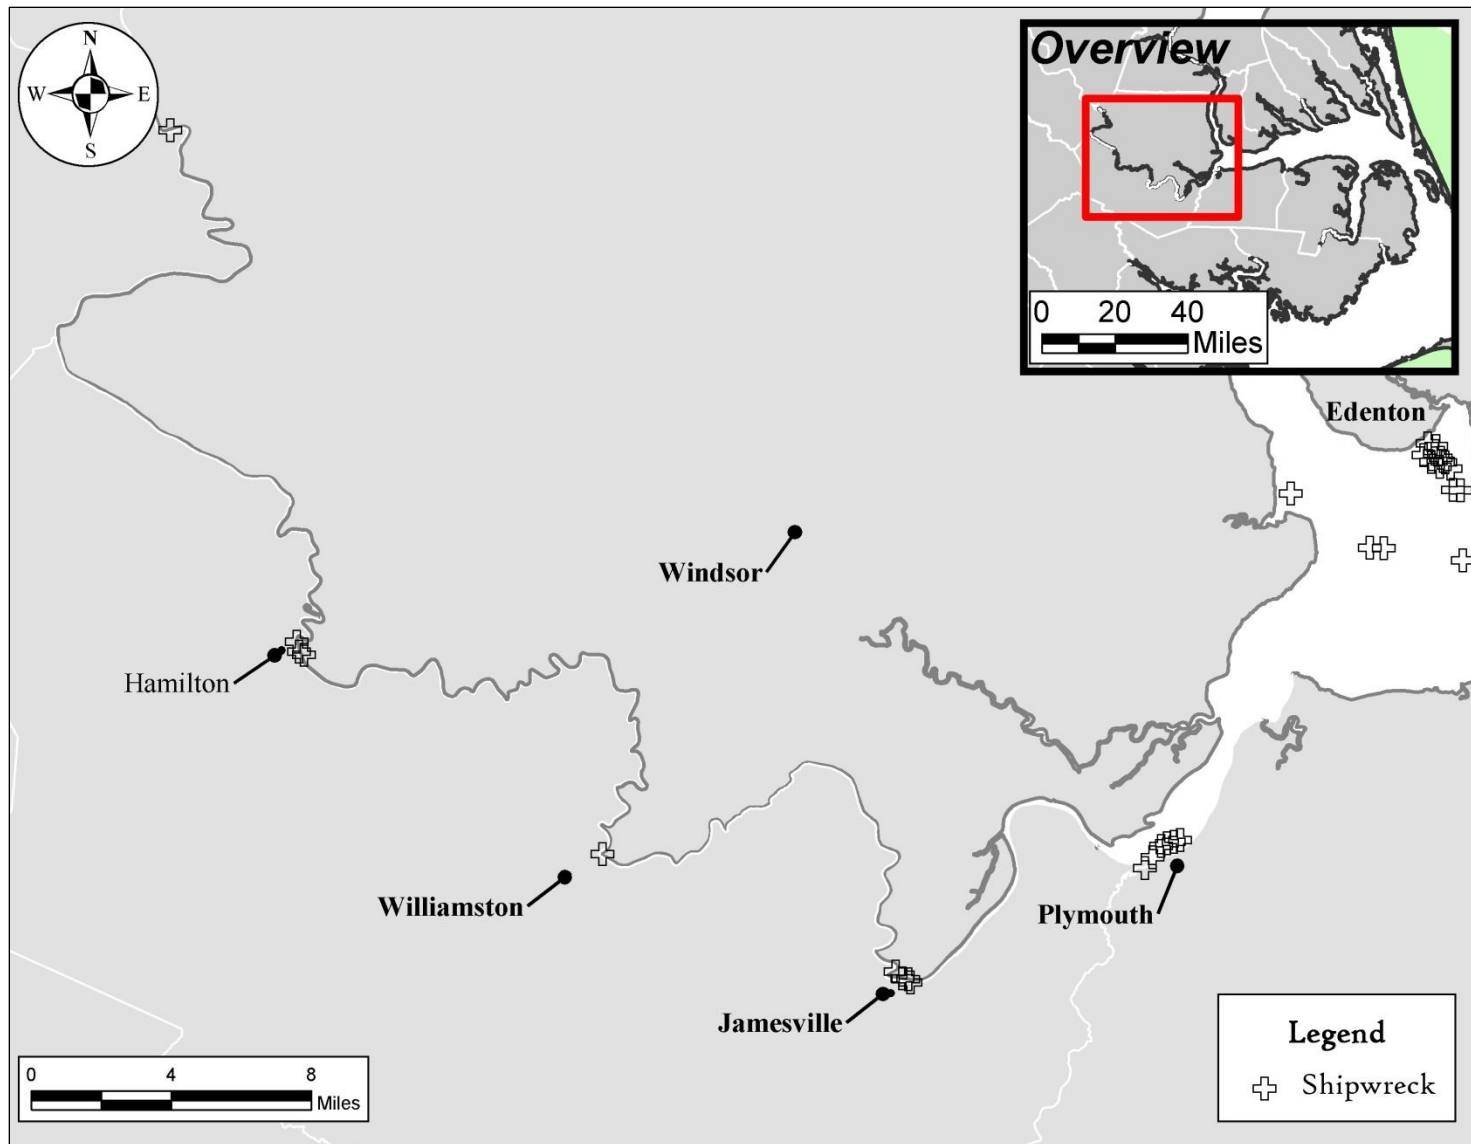 N
W E
S
Overview
0 20 40
Miles
Edenton
Windsor
Hamilton
Williamston
Plymouth
Jamesville
0 4 8
Miles
Legend
Shipwreck